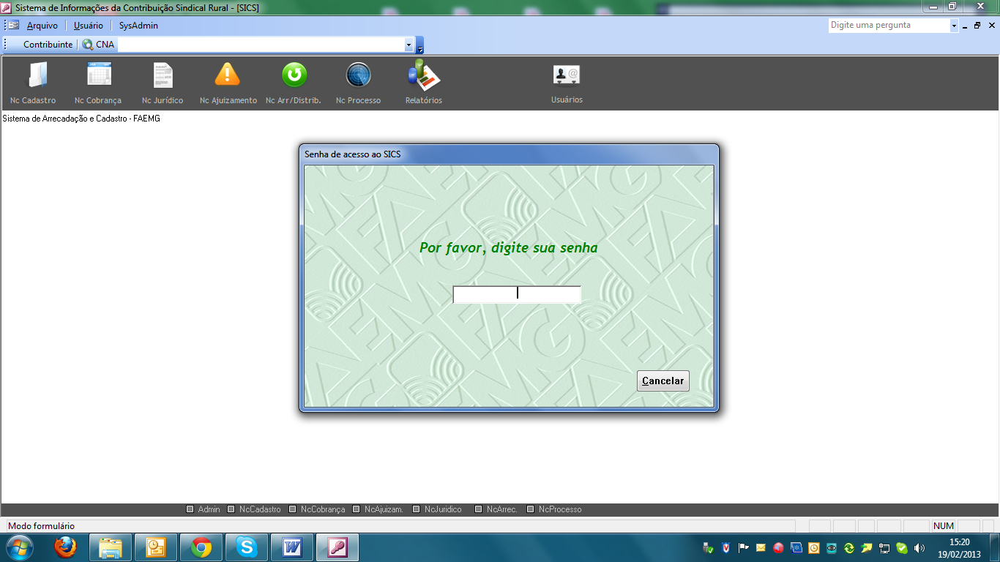 Sistema de Informações da Contribuição Sindical Rural - [SICS]
Arquivo Usuário SysAdmin Digite uma pergunta
Contribuinte CNA
Nc Cadastro Nc Cobrança Nc Jurídico Nc Ajuizamento Nc Arr/Distrib. Nc Processo Relatórios Usuários
Sistema de Arrecadação e Cadastro - FAEMG
Senha de acesso ao SICS
Por favor, digite sua senha
Cancelar
Admin NcCadastro NcCobrança NcAjuizam. NcJuridico NcArrec. NcProcesso
Modo formulário NUM
15:20
19/02/2013